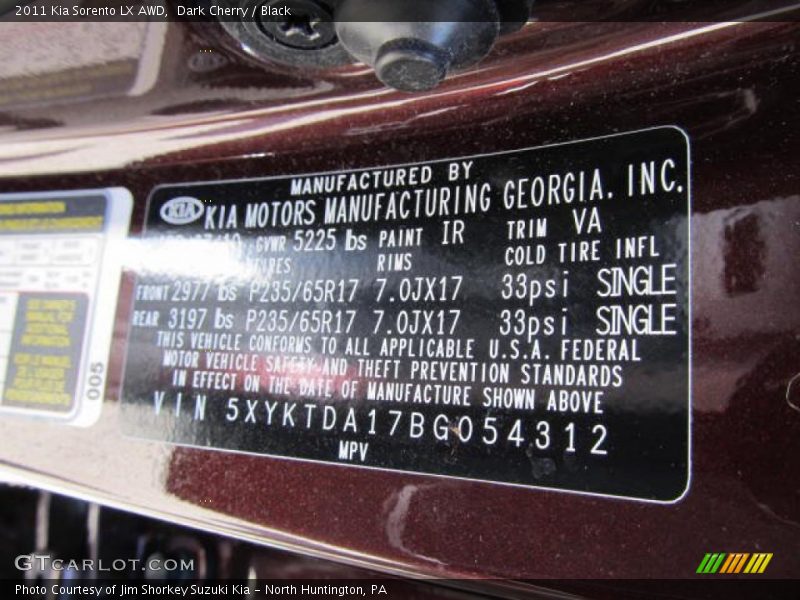 2011 Kia Sorento LX AWD, Dark Cherry / Black
MANUFACTURED BY
KIA KIA MOTORS MANUFACTURING GEORGIA, INC.
GVWR 5225 lbs PAINT IR TRIM VA
RIMS COLD TIRE INFL
FRONT 2977 lbs P235/65R17 7.0JX17 33psi SINGLE
REAR 3197 lbs P235/65R17 7.0JX17 33psi SINGLE
THIS VEHICLE CONFORMS TO ALL APPLICABLE U.S.A. FEDERAL
MOTOR VEHICLE SAFETY AND THEFT PREVENTION STANDARDS
IN EFFECT ON THE DATE OF MANUFACTURE SHOWN ABOVE
VIN 5XYKTDA17BG054312
MPV
005
GTCARLOT.COM
Photo Courtesy of Jim Shorkey Suzuki Kia - North Huntington, PA